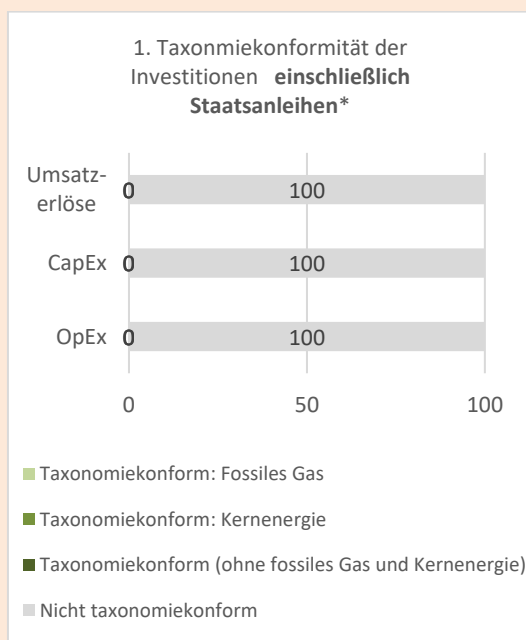 1. Taxonmiekonformität der
Investitionen einschließlich
Staatsanleihen*
Umsatz-
erlöse
0 100
CapEx
0 100
OpEx
0 100
0 50 100
Taxonomiekonform: Fossiles Gas
Taxonomiekonform: Kernenergie
Taxonomiekonform (ohne fossiles Gas und Kernenergie)
Nicht taxonomiekonform